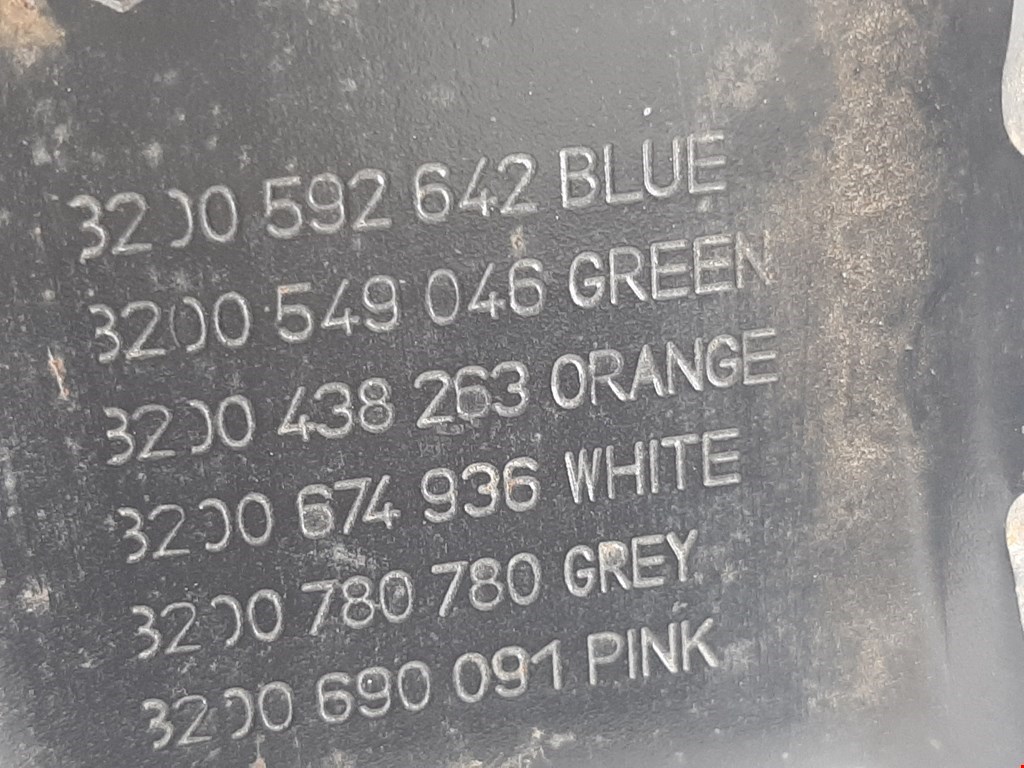 3200 592 642 BLUE
3200 549 046 GREEN
3200 438 263 ORANGE
3200 674 936 WHITE
3200 780 780 GREY
3200 690 091 PINK